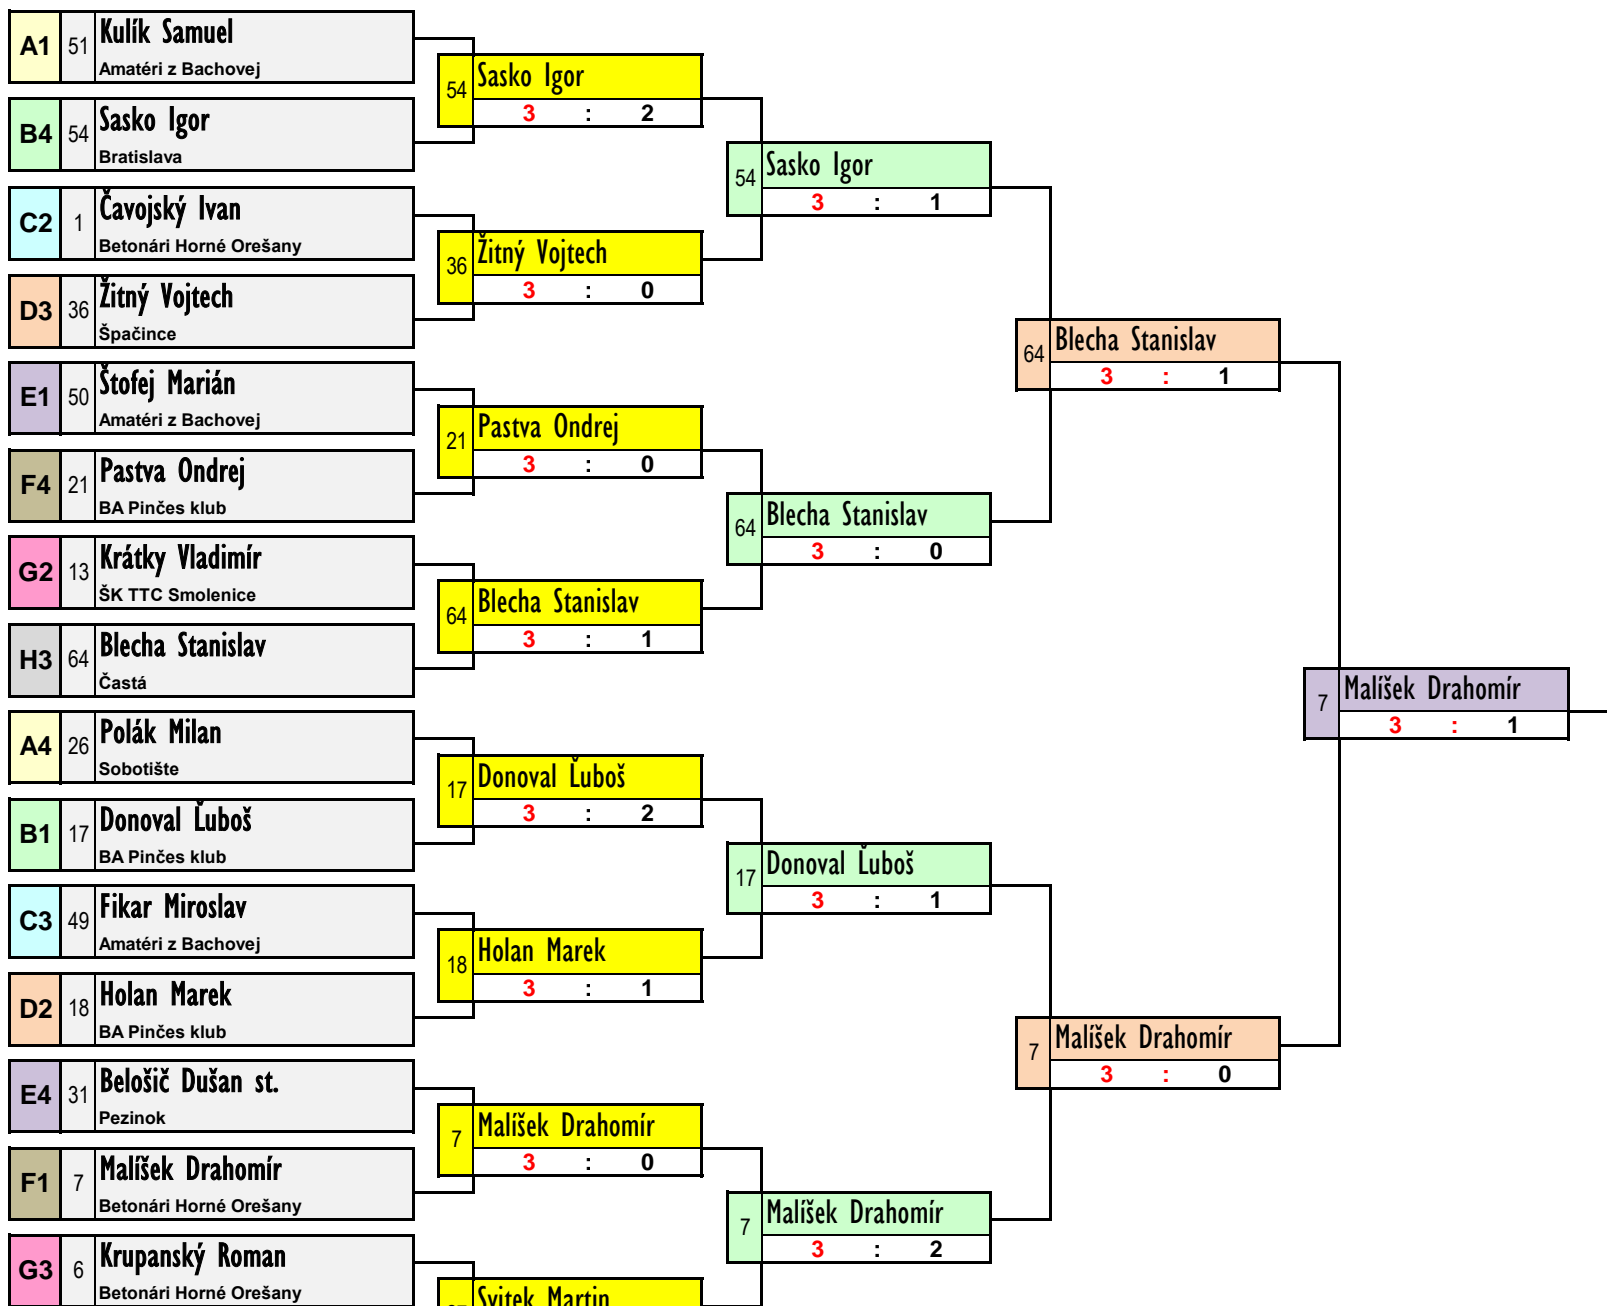 A1 51 Kulík Samuel
Amatéri z Bachovej
B4 54 Sasko Igor
Bratislava
C2 1 Čavojský Ivan
Betonári Horné Orešany
D3 36 Žitný Vojtech
Špačince
E1 50 Štofej Marián
Amatéri z Bachovej
F4 21 Pastva Ondrej
BA Pinčes klub
G2 13 Krátky Vladimír
ŠK TTC Smolenice
H3 64 Blecha Stanislav
Častá
A4 26 Polák Milan
Sobotište
B1 17 Donoval Ľuboš
BA Pinčes klub
C3 49 Fikar Miroslav
Amatéri z Bachovej
D2 18 Holan Marek
BA Pinčes klub
E4 31 Belošič Dušan st.
Pezinok
F1 7 Malíšek Drahomír
Betonári Horné Orešany
G3 6 Krupanský Roman
Betonári Horné Orešany
54 Sasko Igor
3 : 2
36 Žitný Vojtech
3 : 0
21 Pastva Ondrej
3 : 0
64 Blecha Stanislav
3 : 1
17 Donoval Ľuboš
3 : 2
18 Holan Marek
3 : 1
7 Malíšek Drahomír
3 : 0
Svitek Martin
54 Sasko Igor
3 : 1
64 Blecha Stanislav
3 : 0
17 Donoval Ľuboš
3 : 1
7 Malíšek Drahomír
3 : 2
64 Blecha Stanislav
3 : 1
7 Malíšek Drahomír
3 : 0
7 Malíšek Drahomír
3 : 1